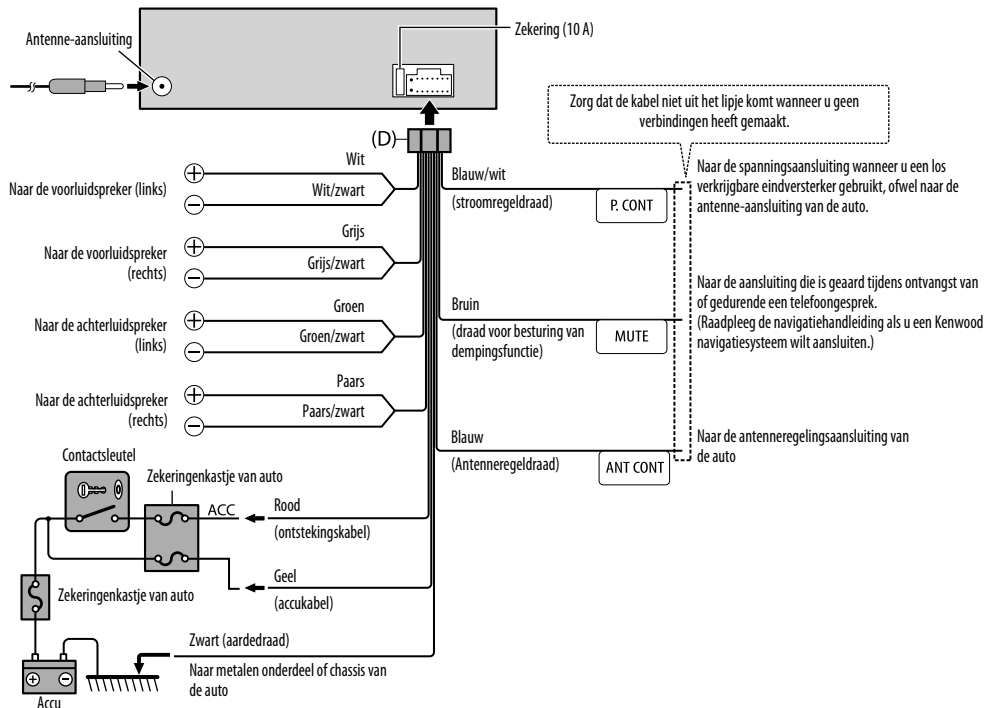 Antenne-aansluiting
Zekering (10 A)
Zorg dat de kabel niet uit het lipje komt wanneer u geen
verbindingen heeft gemaakt.
(D)
Wit
Wit/zwart
Naar de voorluidspreker (links)
Grijs
Grijs/zwart
Naar de voorluidspreker
(rechts)
Groen
Groen/zwart
Naar de achterluidspreker
(links)
Paars
Paars/zwart
Naar de achterluidspreker
(rechts)
Blauw/wit
(stroomregeldraad)
P. CONT
Naar de spanningsaansluiting wanneer u een los
verkrijgbare eindversterker gebruikt, ofwel naar de
antenne-aansluiting van de auto.
Bruin
(draad voor besturing van
dempingsfunctie)
MUTE
Naar de aansluiting die is geaard tijdens ontvangst van
of gedurende een telefoongesprek.
(Raadpleeg de navigatiehandleiding als u een Kenwood
navigatiesysteem wilt aansluiten.)
Blauw
(Antenneregeldraad)
ANT CONT
Naar de antenneregelingsaansluiting van
de auto
Contactsleutel
Zekeringenkastje van auto
ACC
Rood
(ontstekingskabel)
Geel
(accukabel)
Zekeringenkastje van auto
Zwart (aardedraad)
Naar metalen onderdeel of chassis van
de auto
Accu